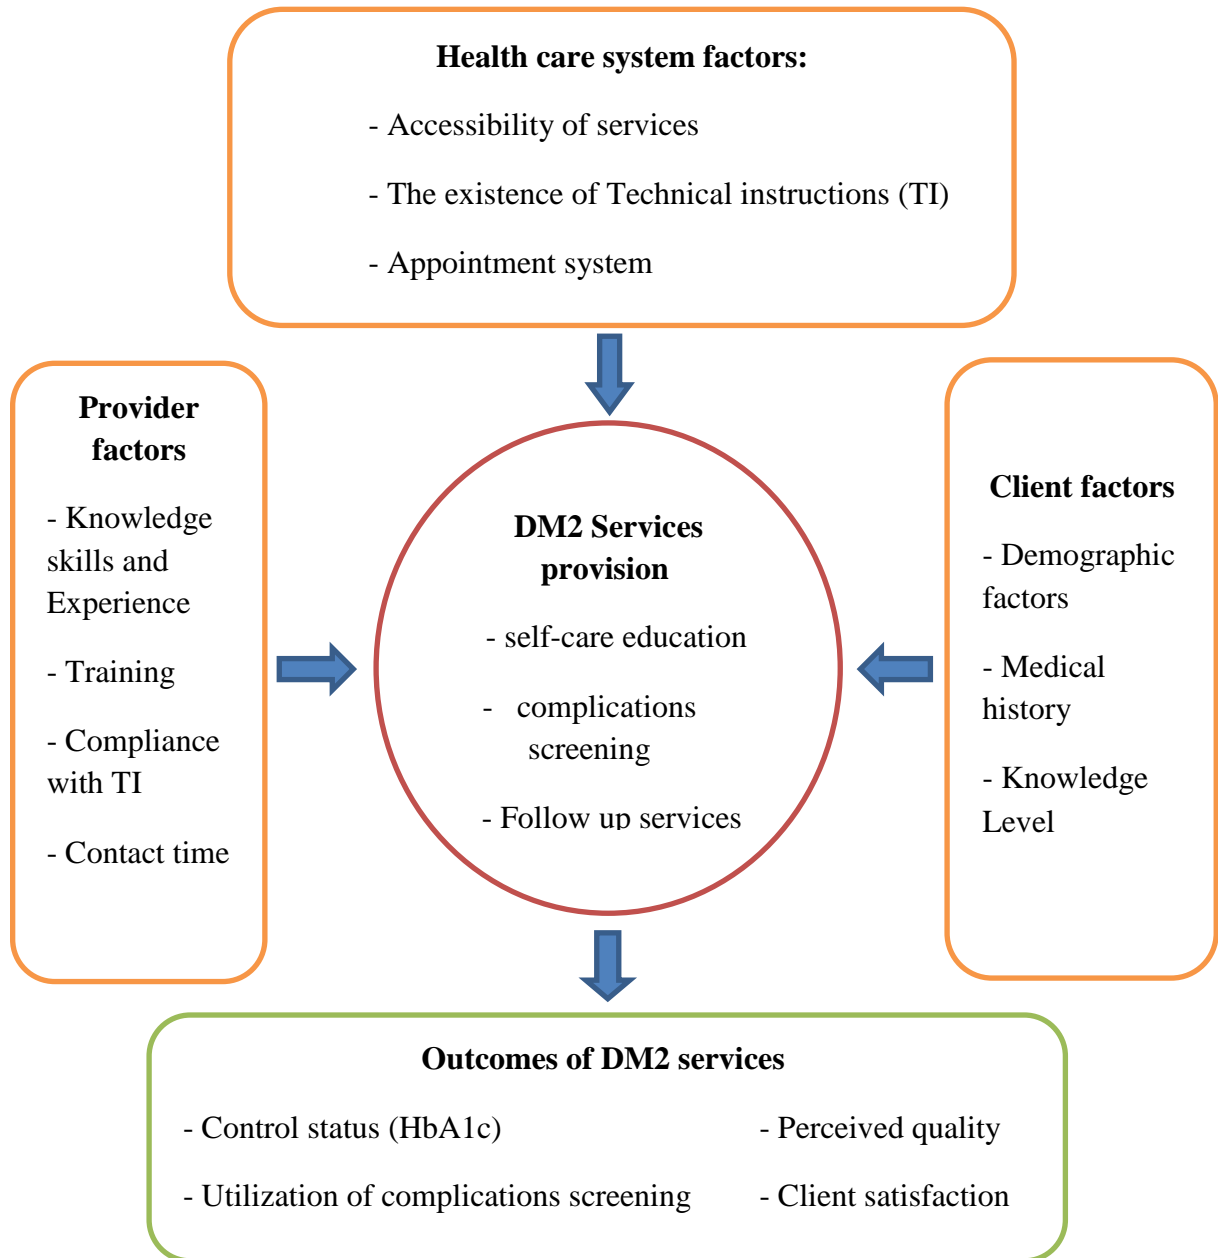 Health care system factors:
- Accessibility of services
- The existence of Technical instructions (TI)
- Appointment system
Provider
factors
- Knowledge
skills and
Experience
- Training
- Compliance
with TI
- Contact time
DM2 Services
provision
- self-care education
- complications
screening
- Follow up services
Client factors
- Demographic
factors
- Medical
history
- Knowledge
Level
Outcomes of DM2 services
- Control status (HbA1c)
- Perceived quality
- Utilization of complications screening
- Client satisfaction